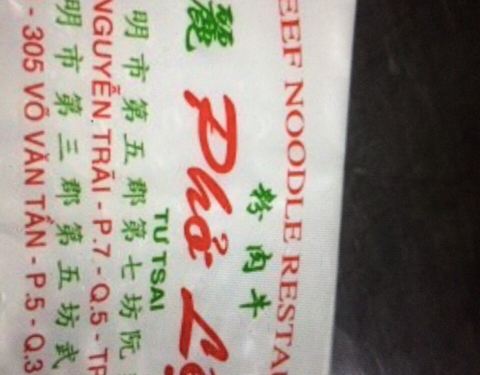 EEF NOODLE RESTA
粉肉牛
麗 Phở Lệ
TƯ TSAI
明市第五郡第七坊阮
NGUYỄN TRÃI - P.7 - Q.5 - TP
明市第三郡第五坊武
- 305 VÕ VĂN TẦN - P.5 - Q.3